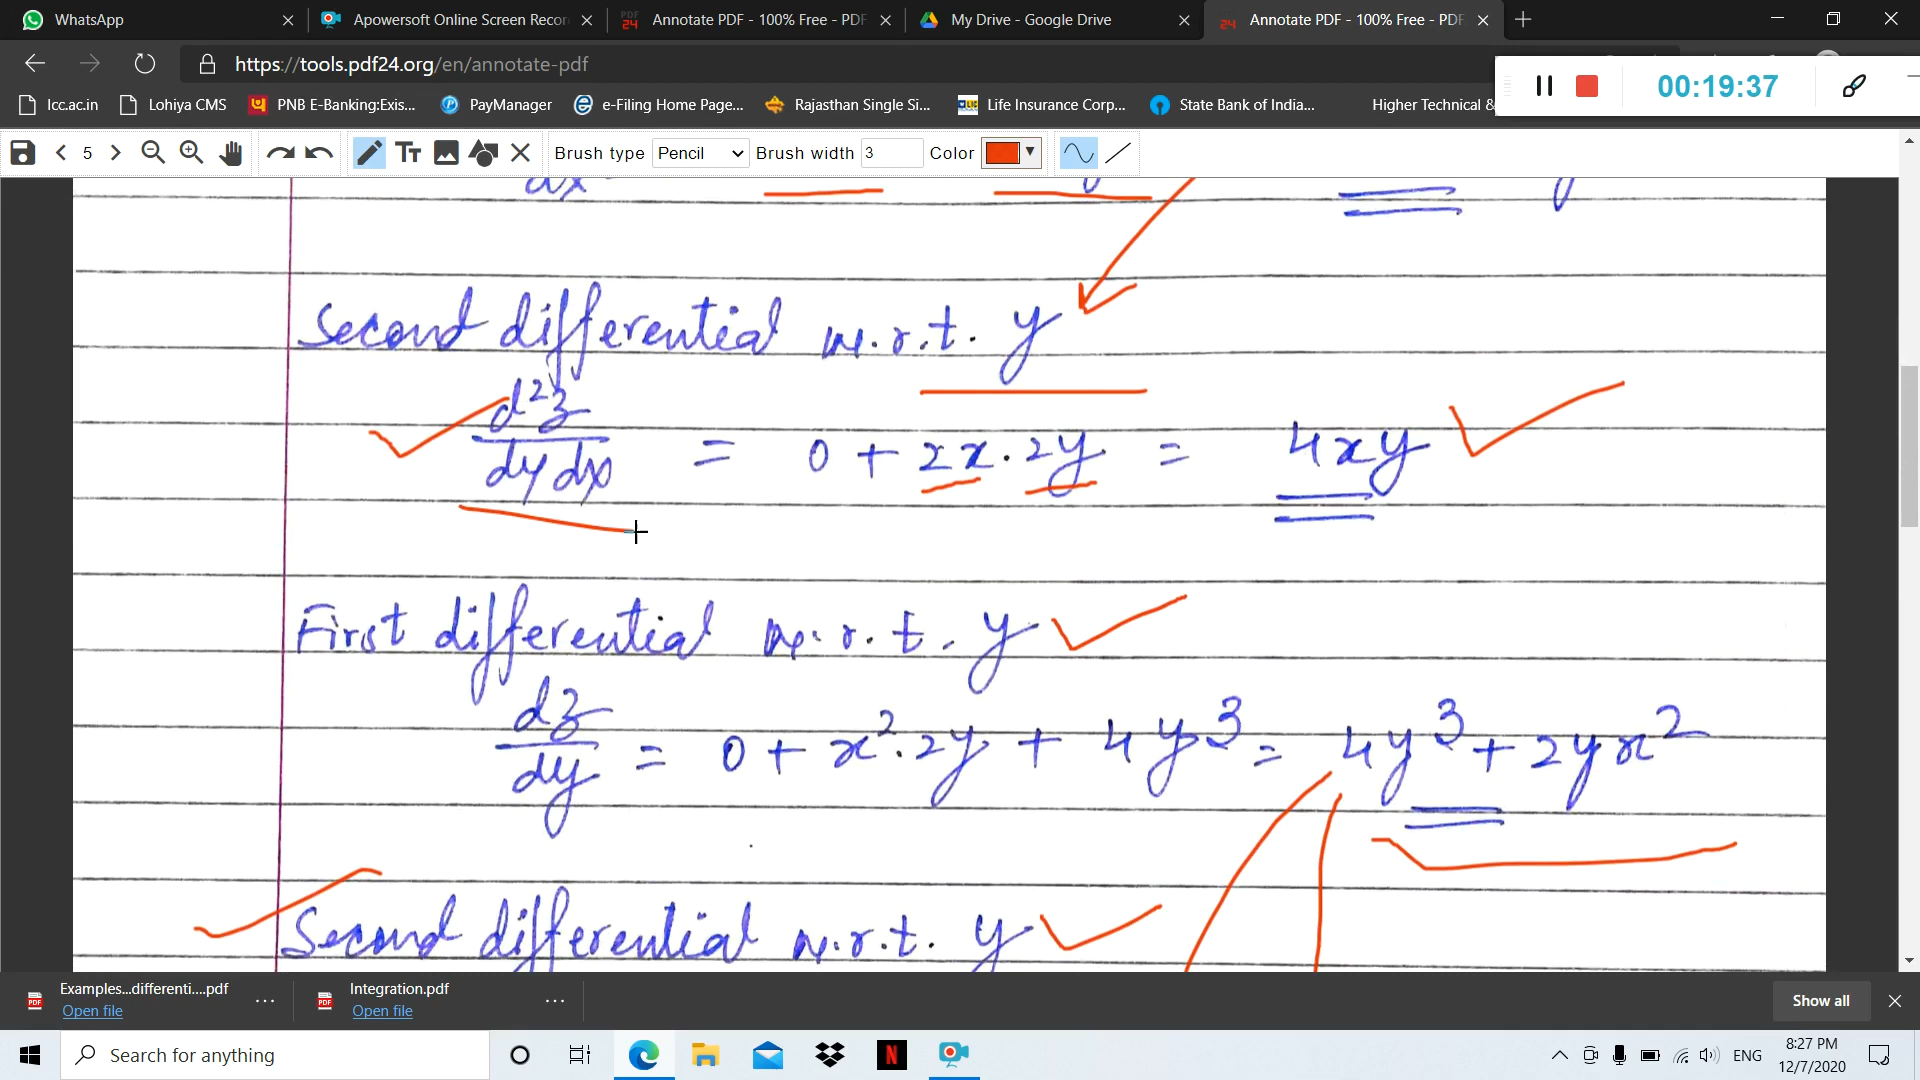 WhatsApp
Apowersoft Online Screen Recor
Annotate PDF - 100% Free - PDF
My Drive - Google Drive
Annotate PDF - 100% Free - PDF
https://tools.pdf24.org/en/annotate-pdf
00:19:37
lcc.ac.in
Lohiya CMS
PNB E-Banking:Exis...
PayManager
e-Filing Home Page...
Rajasthan Single Si...
Life Insurance Corp...
State Bank of India...
Higher Technical &
5
Brush type Pencil Brush width 3 Color
dx
Second differential w.r.t. y
d²z/dy dx = 0 + 2x . 2y = 4xy
First differential w.r.t. y
dz/dy = 0 + x² . 2y + 4y³ = 4y³ + 2yx²
Second differential w.r.t. y
Examples...differenti....pdf
Open file
Integration.pdf
Open file
Show all
Search for anything
ENG
8:27 PM
12/7/2020